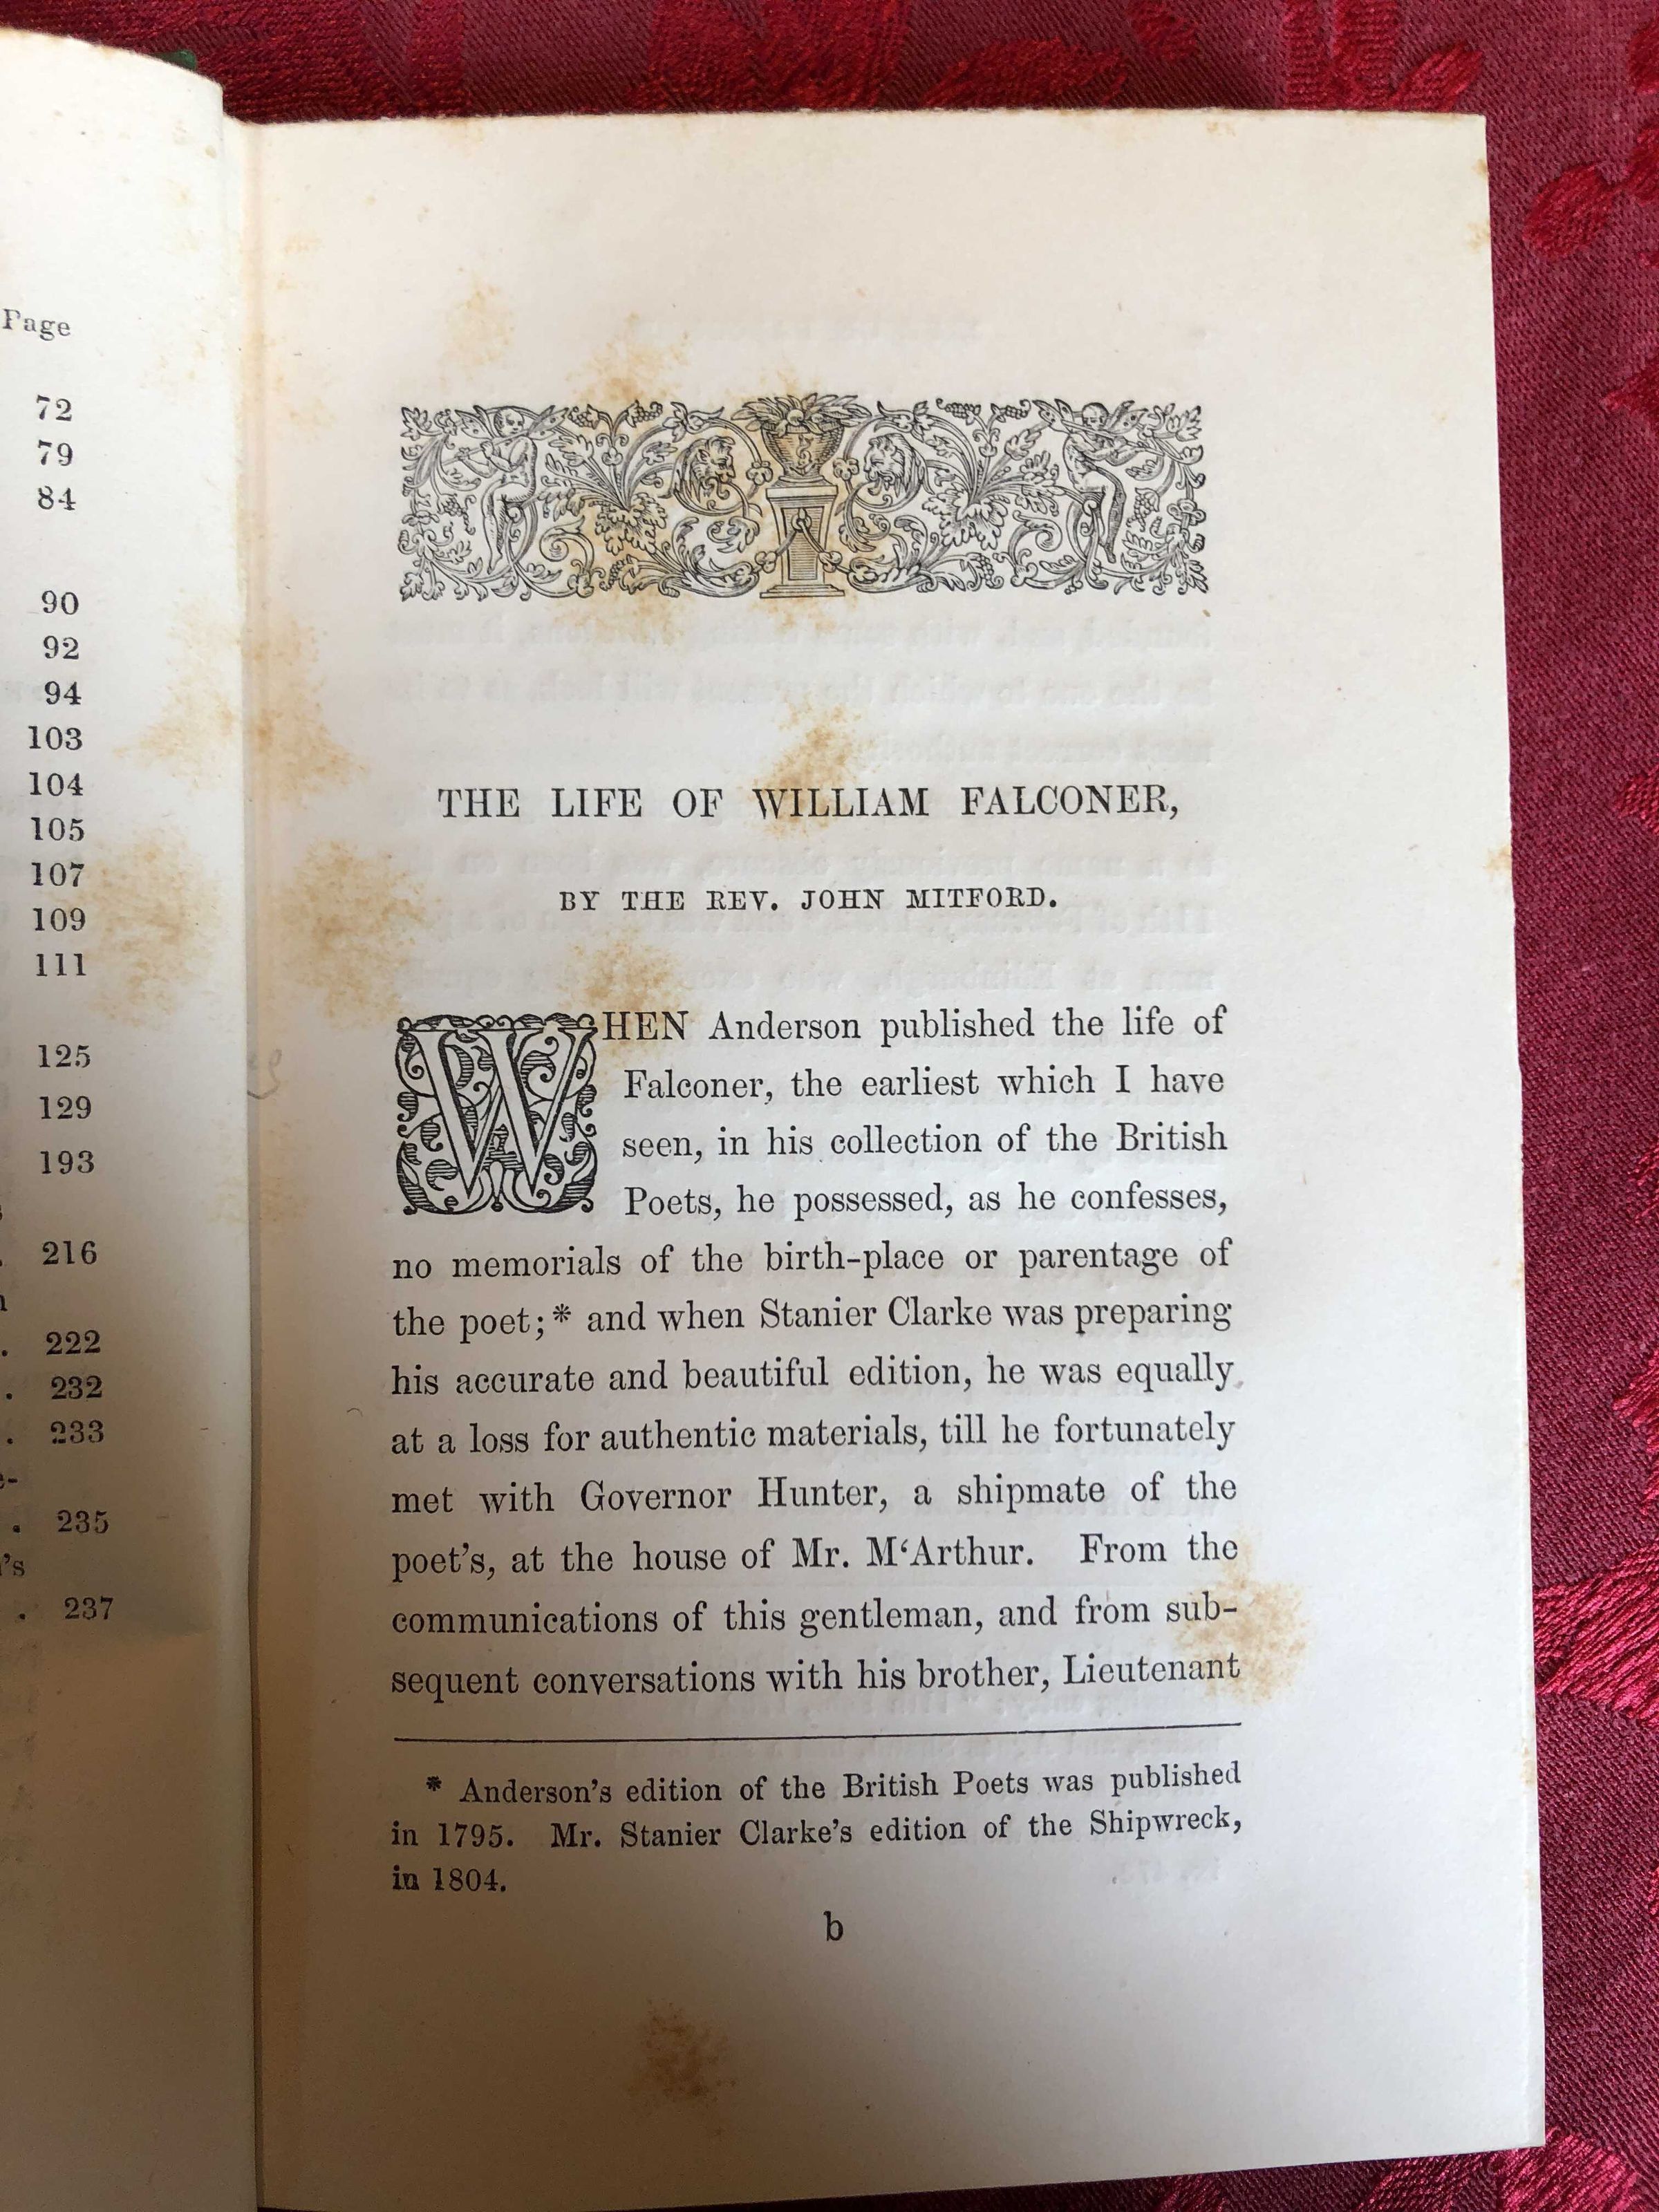 Page
72
79
84
90
92
94
103
104
105
107
109
111
125
129
193
. 216
. 222
. 232
. 233
. 235
. 237
THE LIFE OF WILLIAM FALCONER,
BY THE REV. JOHN MITFORD.
WHEN Anderson published the life of
Falconer, the earliest which I have
seen, in his collection of the British
Poets, he possessed, as he confesses,
no memorials of the birth-place or parentage of
the poet;* and when Stanier Clarke was preparing
his accurate and beautiful edition, he was equally
at a loss for authentic materials, till he fortunately
met with Governor Hunter, a shipmate of the
poet's, at the house of Mr. M‘Arthur. From the
communications of this gentleman, and from sub-
sequent conversations with his brother, Lieutenant
* Anderson's edition of the British Poets was published
in 1795. Mr. Stanier Clarke's edition of the Shipwreck,
in 1804.
b